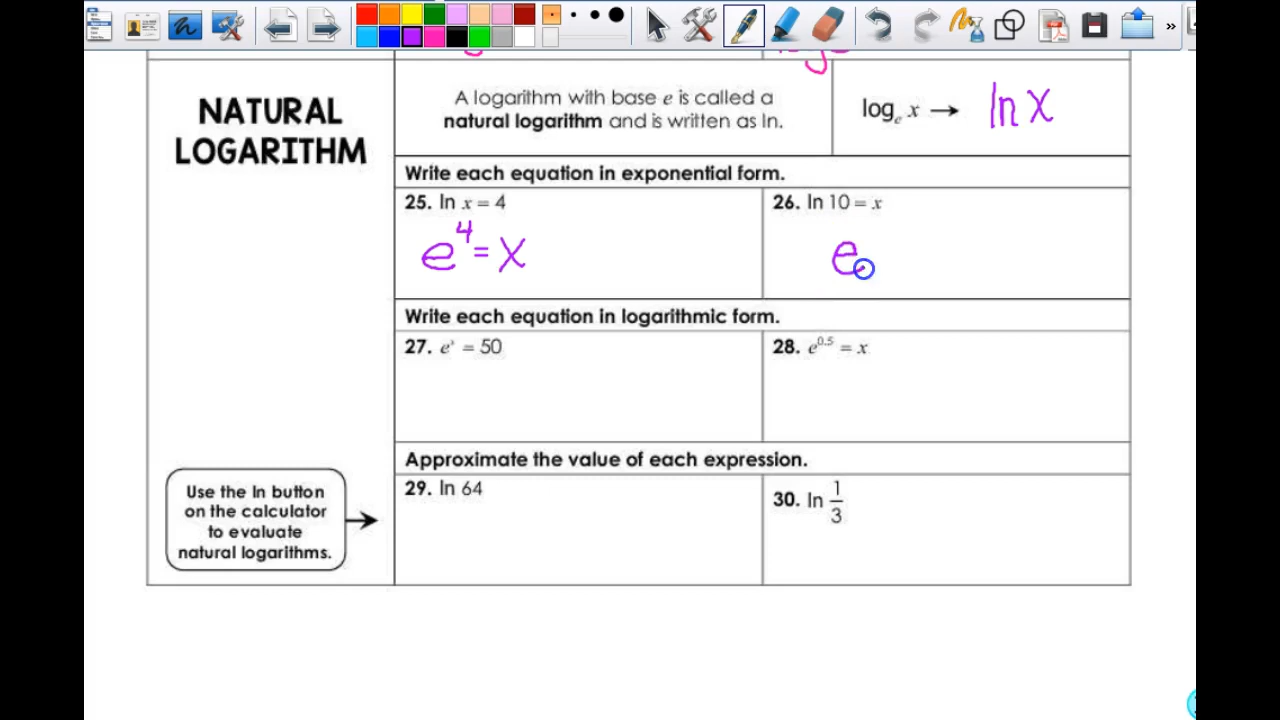 NATURAL
LOGARITHM
A logarithm with base e is called a
natural logarithm and is written as ln.
logₑ x → ln x
Write each equation in exponential form.
25. ln x = 4
26. ln 10 = x
e⁴ = x
e
Write each equation in logarithmic form.
27. eˣ = 50
28. e⁰·⁵ = x
Approximate the value of each expression.
29. ln 64
30. ln 1/3
Use the ln button
on the calculator
to evaluate
natural logarithms.